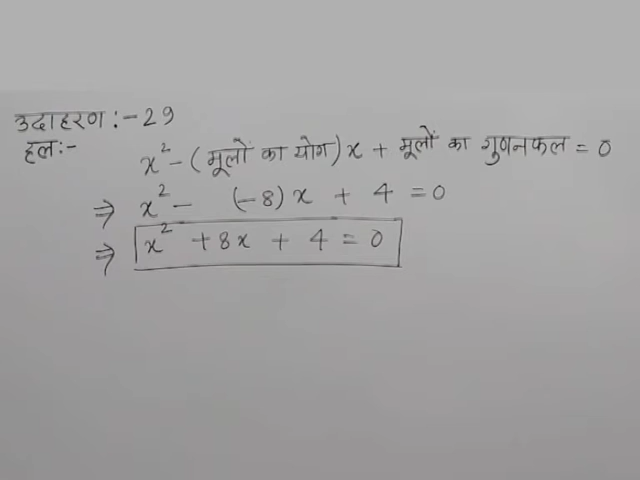 उदाहरण :- 29
हल:-
x² - (मूलों का योग)x + मूलों का गुणनफल = 0
⇒ x² - (-8)x + 4 = 0
⇒ x² + 8x + 4 = 0